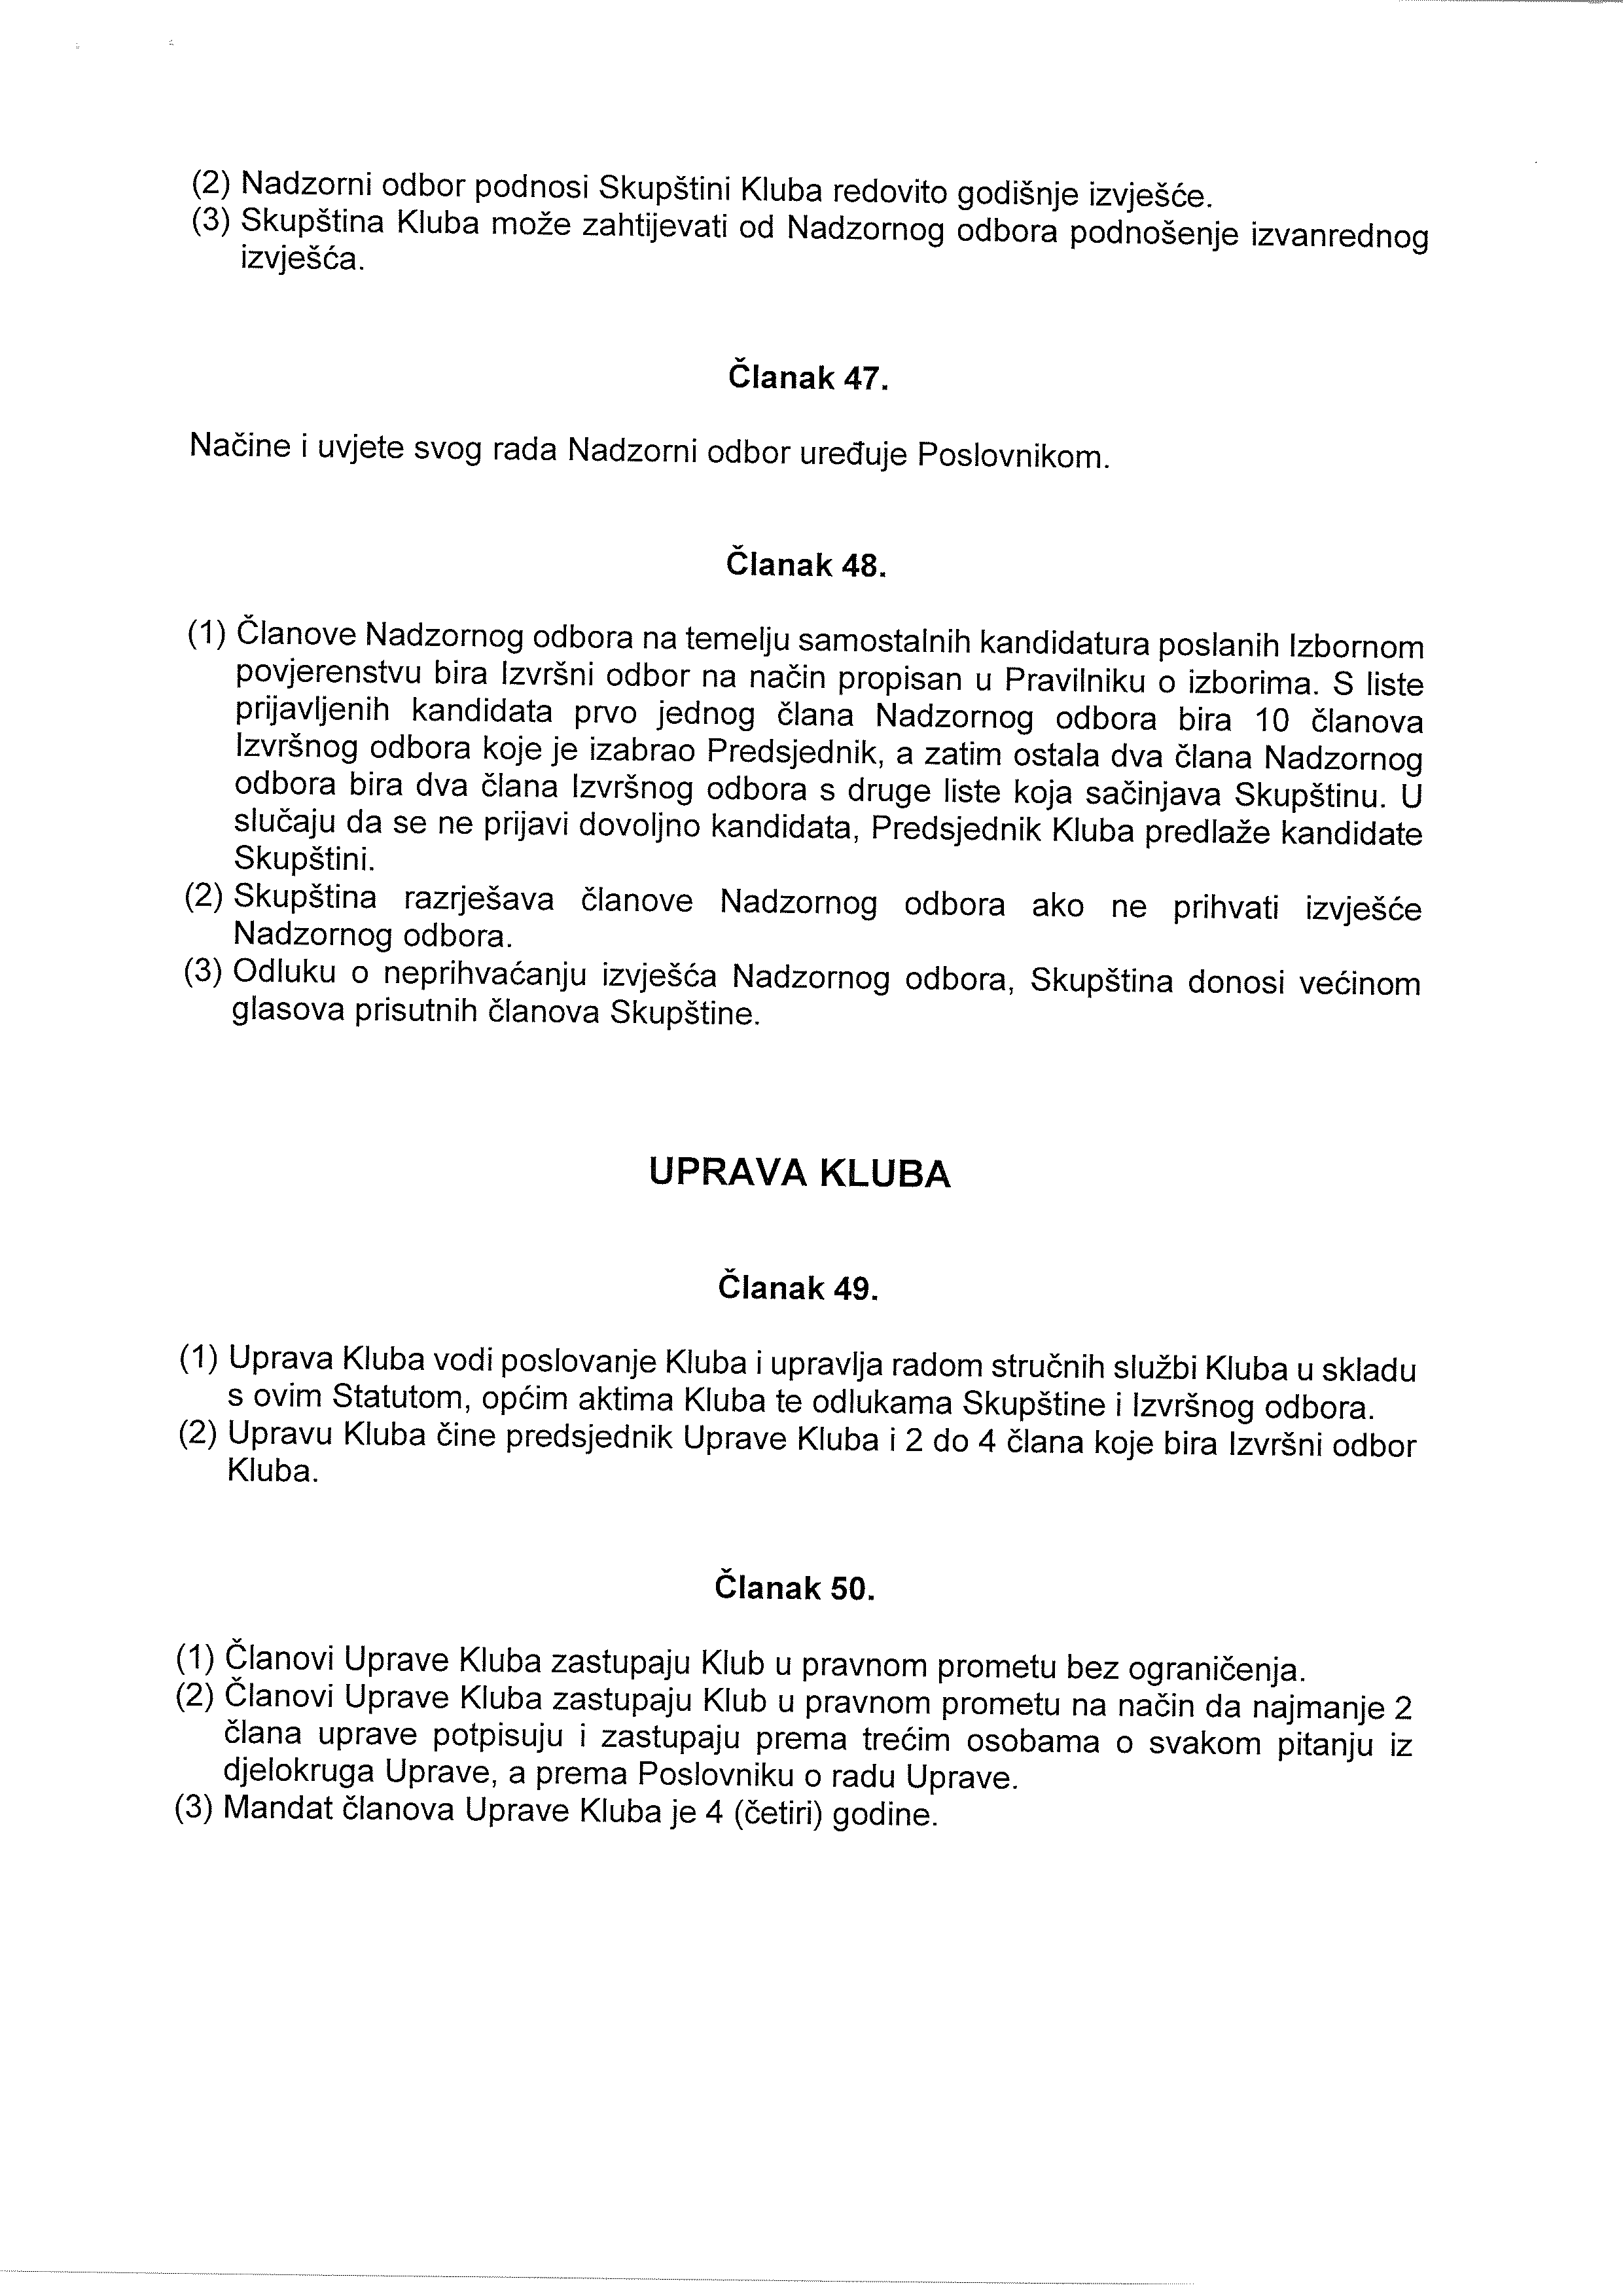 (2) Nadzorni odbor podnosi Skupštini Kluba redovito godišnje izvješće.
(3) Skupština Kluba može zahtijevati od Nadzornog odbora podnošenje izvanrednog
izvješća.
Članak 47.
Načine i uvjete svog rada Nadzorni odbor uređuje Poslovnikom.
Članak 48.
(1) Članove Nadzornog odbora na temelju samostalnih kandidatura poslanih Izbornom
povjerenstvu bira Izvršni odbor na način propisan u Pravilniku o izborima. S liste
prijavljenih kandidata prvo jednog člana Nadzornog odbora bira 10 članova
Izvršnog odbora koje je izabrao Predsjednik, a zatim ostala dva člana Nadzornog
odbora bira dva člana Izvršnog odbora s druge liste koja sačinjava Skupštinu. U
slučaju da se ne prijavi dovoljno kandidata, Predsjednik Kluba predlaže kandidate
Skupštini.
(2) Skupština razrješava članove Nadzornog odbora ako ne prihvati izvješće
Nadzornog odbora.
(3) Odluku o neprihvaćanju izvješća Nadzornog odbora, Skupština donosi većinom
glasova prisutnih članova Skupštine.
UPRAVA KLUBA
Članak 49.
(1) Uprava Kluba vodi poslovanje Kluba i upravlja radom stručnih službi Kluba u skladu
s ovim Statutom, općim aktima Kluba te odlukama Skupštine i Izvršnog odbora.
(2) Upravu Kluba čine predsjednik Uprave Kluba i 2 do 4 člana koje bira Izvršni odbor
Kluba.
Članak 50.
(1) Članovi Uprave Kluba zastupaju Klub u pravnom prometu bez ograničenja.
(2) Članovi Uprave Kluba zastupaju Klub u pravnom prometu na način da najmanje 2
člana uprave potpisuju i zastupaju prema trećim osobama o svakom pitanju iz
djelokruga Uprave, a prema Poslovniku o radu Uprave.
(3) Mandat članova Uprave Kluba je 4 (četiri) godine.